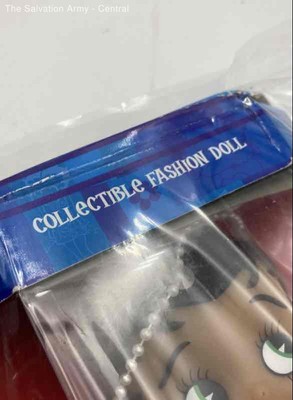 The Salvation Army - Central
COLLECTIBLE FASHION DOLL